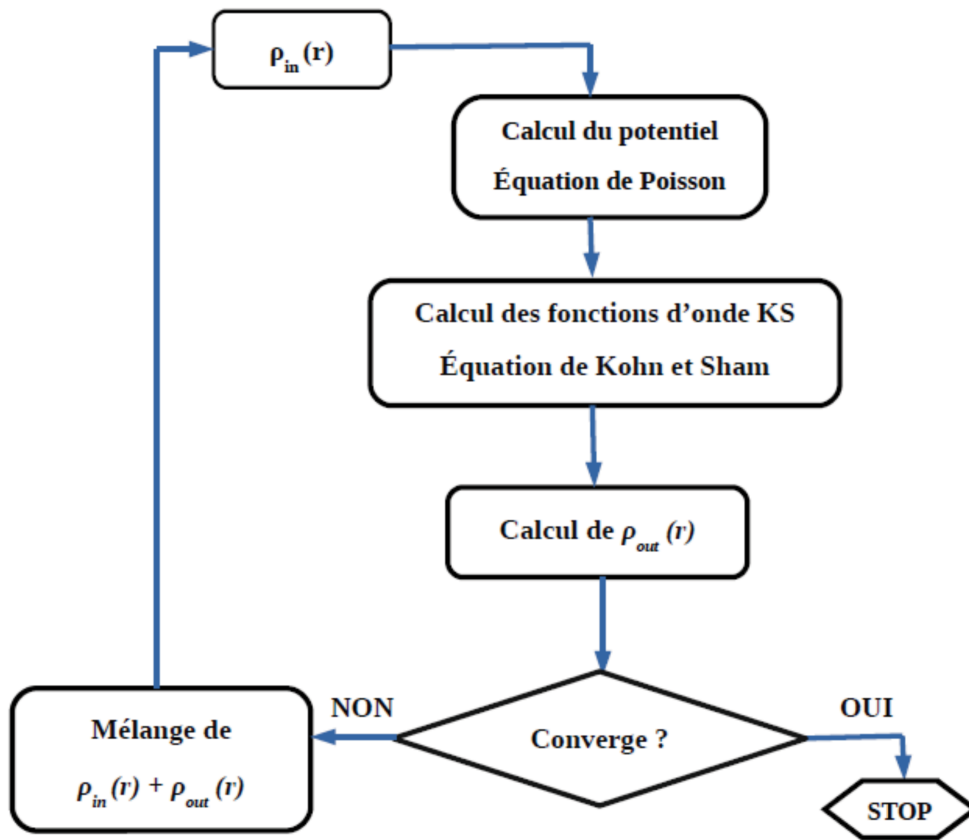 ρin (r)
Calcul du potentiel
Équation de Poisson
Calcul des fonctions d’onde KS
Équation de Kohn et Sham
Calcul de ρout (r)
Converge ?
NON
OUI
Mélange de
ρin (r) + ρout (r)
STOP